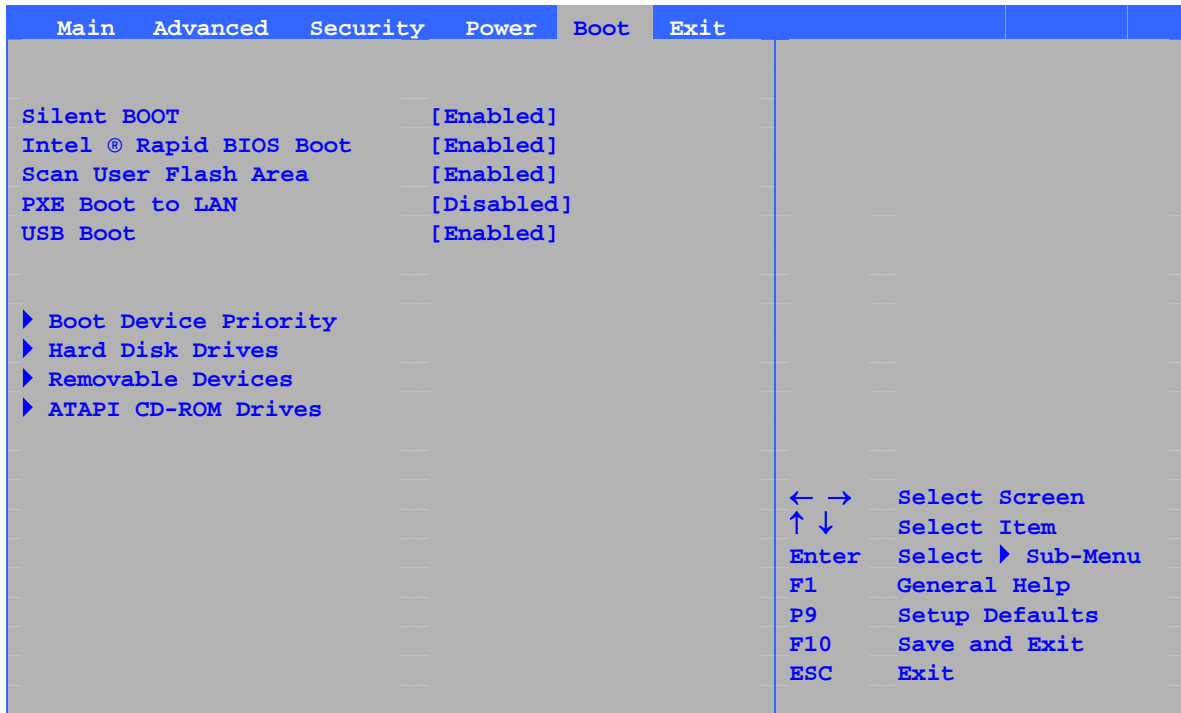 Main Advanced Security Power Boot Exit
Silent BOOT [Enabled]
Intel ® Rapid BIOS Boot [Enabled]
Scan User Flash Area [Enabled]
PXE Boot to LAN [Disabled]
USB Boot [Enabled]
Boot Device Priority
Hard Disk Drives
Removable Devices
ATAPI CD-ROM Drives
← → Select Screen
↑ ↓ Select Item
Enter Select Sub-Menu
F1 General Help
P9 Setup Defaults
F10 Save and Exit
ESC Exit